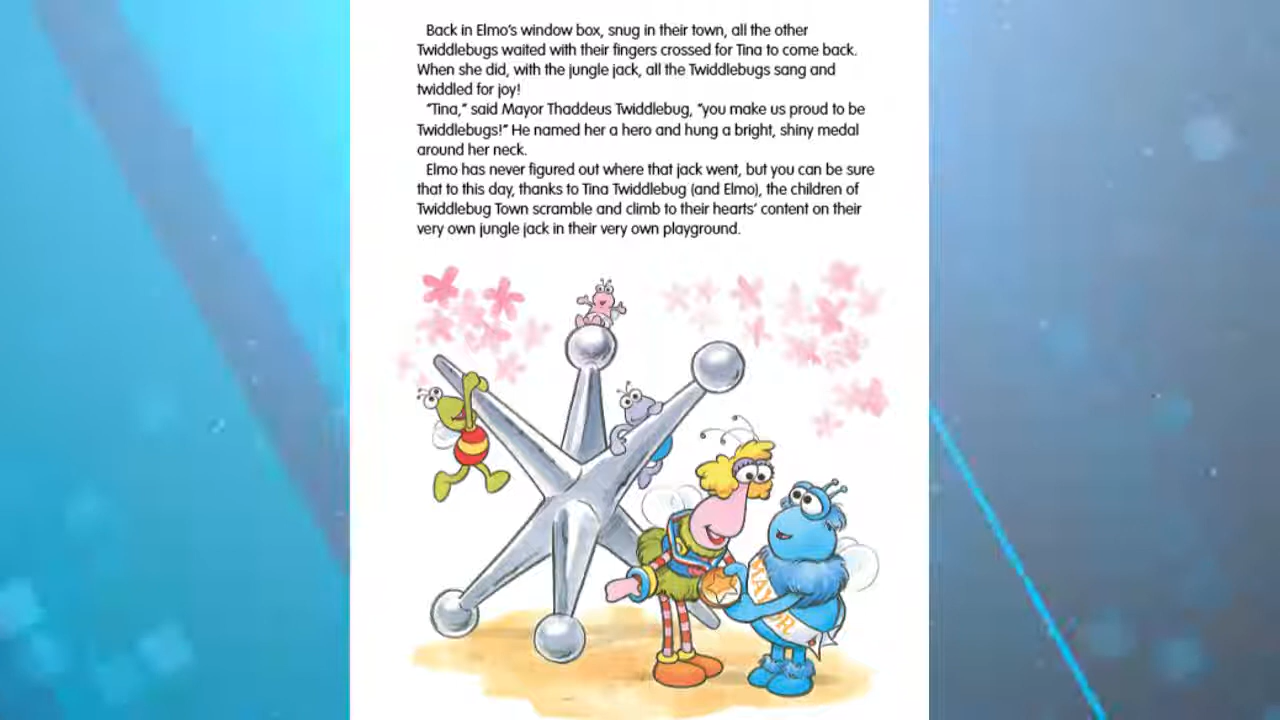 Back in Elmo's window box, snug in their town, all the other
Twiddlebugs waited with their fingers crossed for Tina to come back.
When she did, with the jungle jack, all the Twiddlebugs sang and
twiddled for joy!
"Tina," said Mayor Thaddeus Twiddlebug, "you make us proud to be
Twiddlebugs!" He named her a hero and hung a bright, shiny medal
around her neck.
Elmo has never figured out where that jack went, but you can be sure
that to this day, thanks to Tina Twiddlebug (and Elmo), the children of
Twiddlebug Town scramble and climb to their hearts' content on their
very own jungle jack in their very own playground.
MAYOR